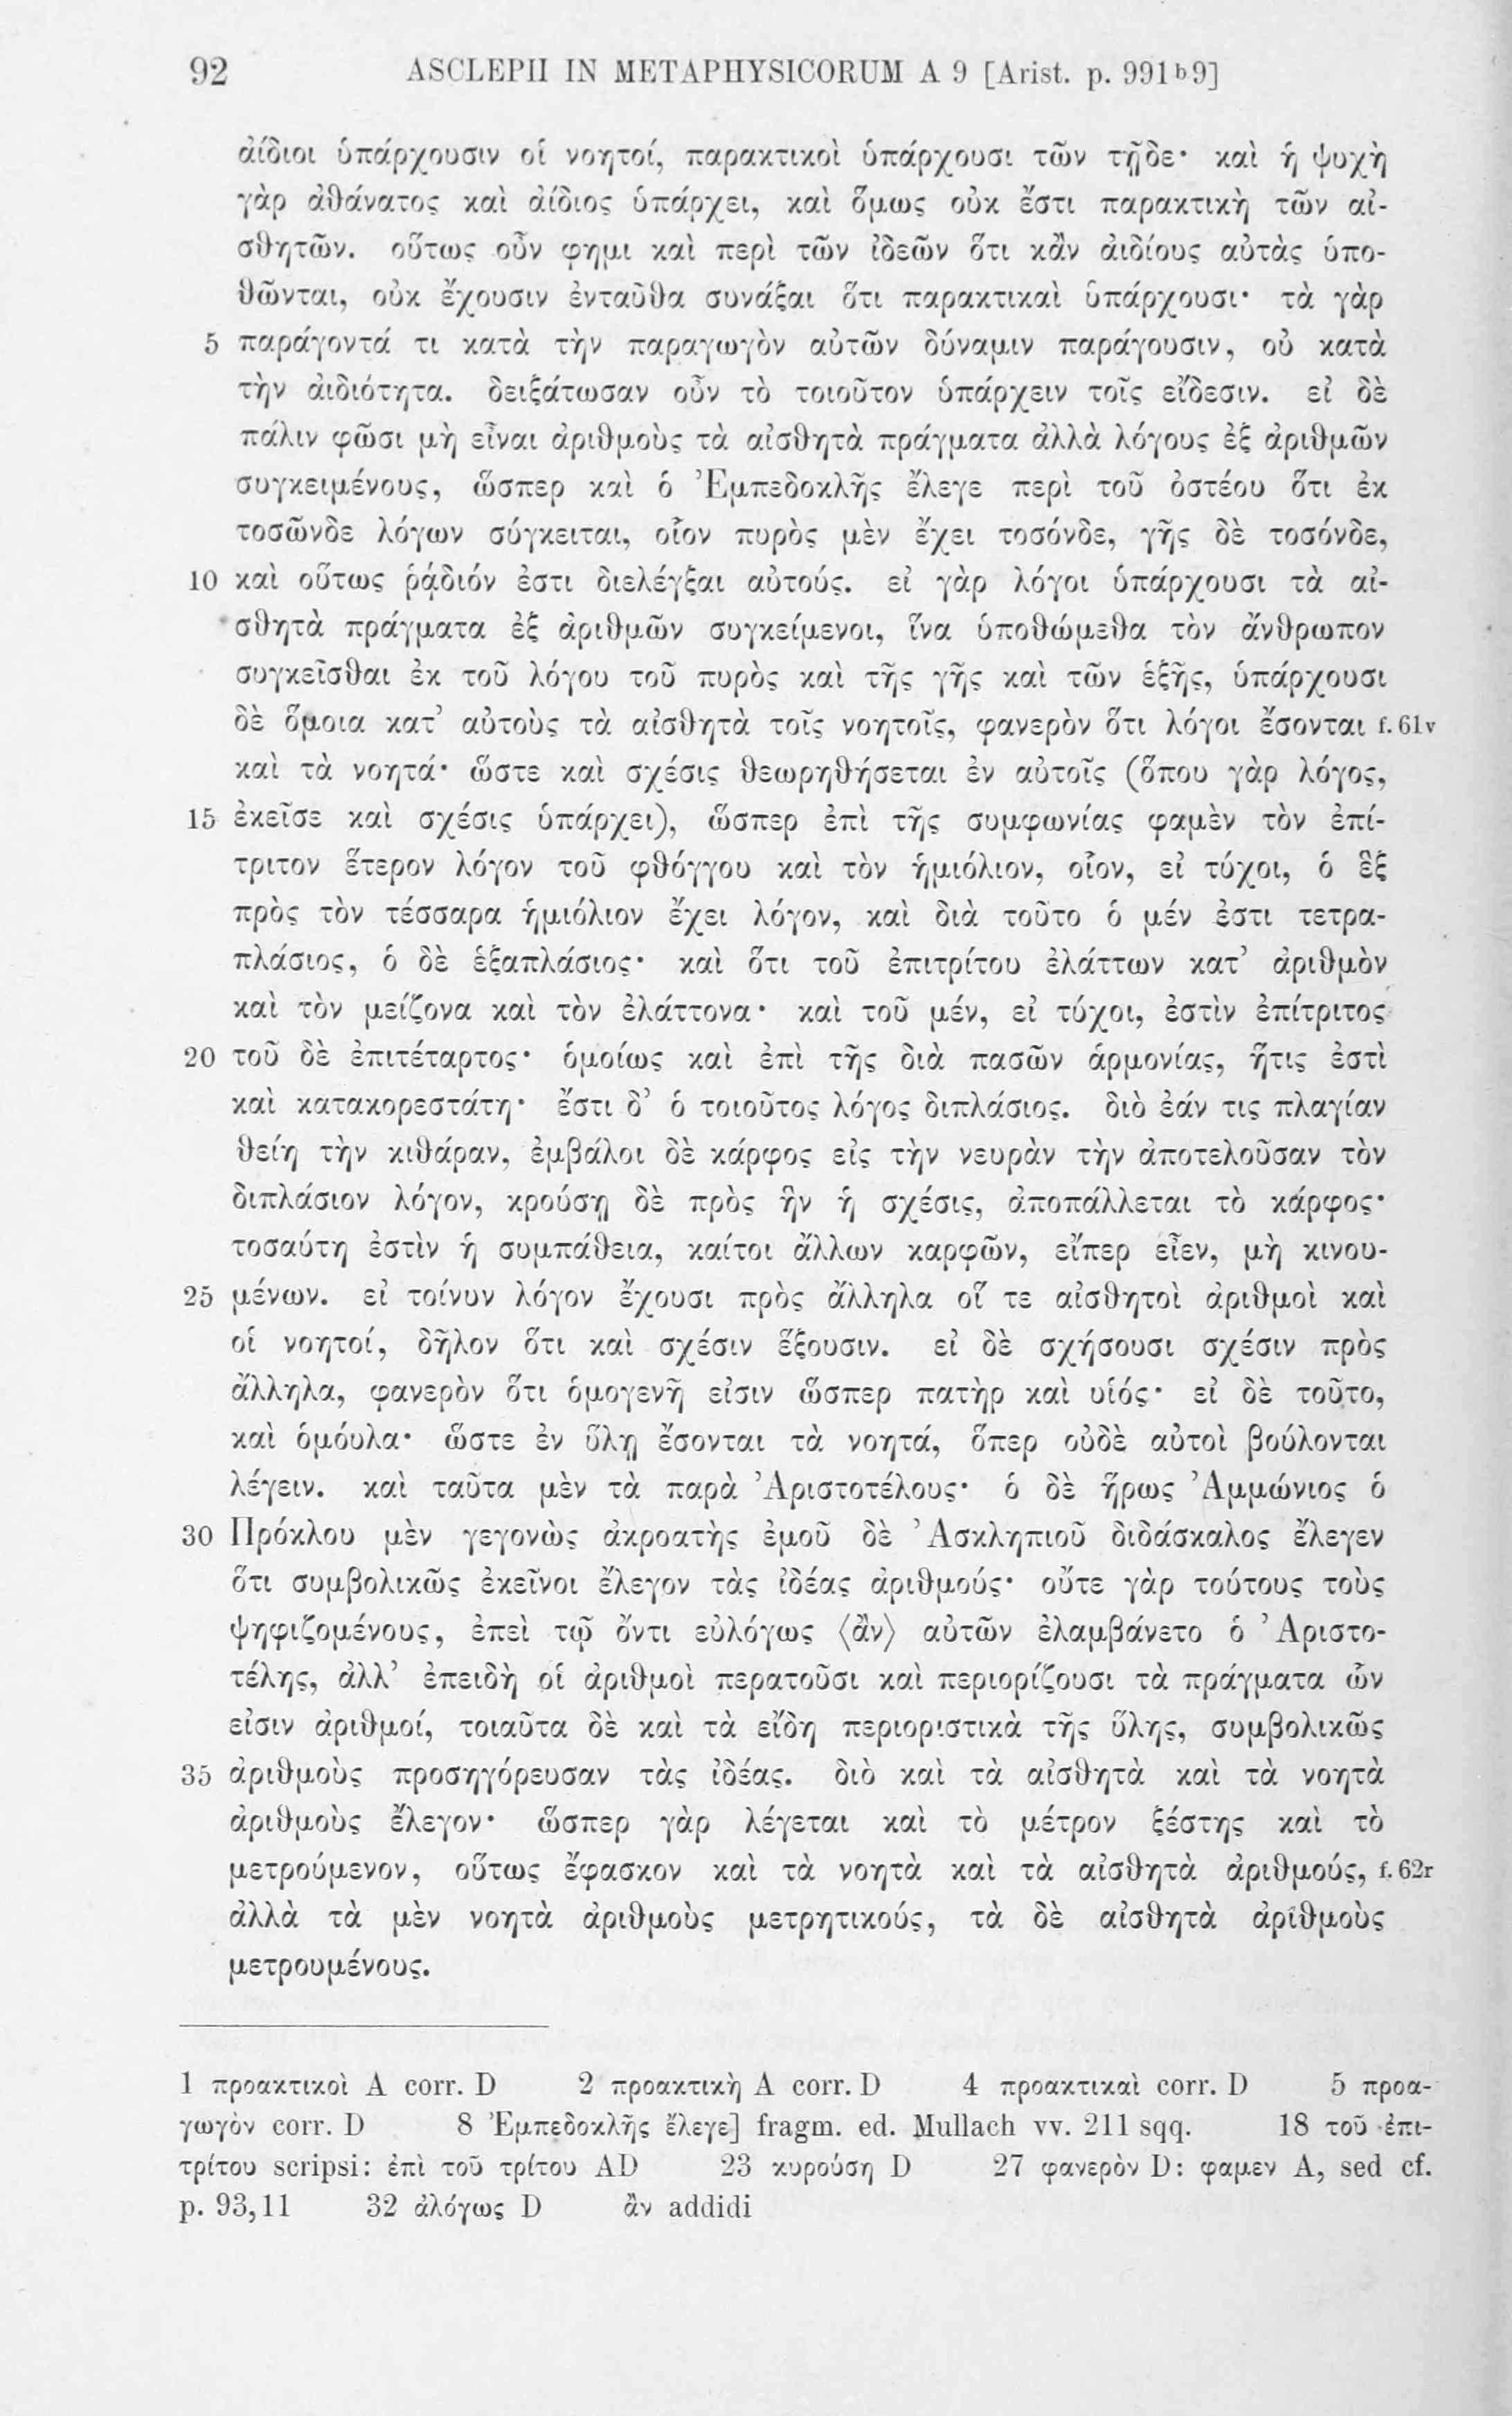 92 ASCLEPII IN METAPHYSICORUM A 9 [Arist. p. 991 b 9]
ἀίδιοι ὑπάρχουσιν οἱ νοητοί, παρακτικοὶ ὑπάρχουσι τῶν τῇδε· καὶ ἡ ψυχὴ
γὰρ ἀθάνατος καὶ ἀίδιος ὑπάρχει, καὶ ὅμως οὐκ ἔστι παρακτικὴ τῶν αἰ-
σθητῶν. οὕτως οὖν φημι καὶ περὶ τῶν ἰδεῶν ὅτι κἂν ἀιδίους αὐτὰς ὑπο-
θῶνται, οὐκ ἔχουσιν ἐνταῦθα συνάξαι ὅτι παρακτικαὶ ὑπάρχουσι· τὰ γὰρ
5 παράγοντά τι κατὰ τὴν παραγωγὸν αὐτῶν δύναμιν παράγουσιν, οὐ κατὰ
τὴν ἀιδιότητα. δειξάτωσαν οὖν τὸ τοιοῦτον ὑπάρχειν τοῖς εἴδεσιν. εἰ δὲ
πάλιν φῶσι μὴ εἶναι ἀριθμοὺς τὰ αἰσθητὰ πράγματα ἀλλὰ λόγους ἐξ ἀριθμῶν
συγκειμένους, ὥσπερ καὶ ὁ Ἐμπεδοκλῆς ἔλεγε περὶ τοῦ ὀστέου ὅτι ἐκ
τοσῶνδε λόγων σύγκειται, οἷον πυρὸς μὲν ἔχει τοσόνδε, γῆς δὲ τοσόνδε,
10 καὶ οὕτως ῥᾴδιόν ἐστι διελέγξαι αὐτούς. εἰ γὰρ λόγοι ὑπάρχουσι τὰ αἰ-
σθητὰ πράγματα ἐξ ἀριθμῶν συγκείμενοι, ἵνα ὑποθώμεθα τὸν ἄνθρωπον
συγκεῖσθαι ἐκ τοῦ λόγου τοῦ πυρὸς καὶ τῆς γῆς καὶ τῶν ἑξῆς, ὑπάρχουσι
δὲ ὅμοια κατ’ αὐτοὺς τὰ αἰσθητὰ τοῖς νοητοῖς, φανερὸν ὅτι λόγοι ἔσονται f. 61v
καὶ τὰ νοητά· ὥστε καὶ σχέσις θεωρηθήσεται ἐν αὐτοῖς (ὅπου γὰρ λόγος,
15 ἐκεῖσε καὶ σχέσις ὑπάρχει), ὥσπερ ἐπὶ τῆς συμφωνίας φαμὲν τὸν ἐπί-
τριτον ἕτερον λόγον τοῦ φθόγγου καὶ τὸν ἡμιόλιον, οἷον, εἰ τύχοι, ὁ ἓξ
πρὸς τὸν τέσσαρα ἡμιόλιον ἔχει λόγον, καὶ διὰ τοῦτο ὁ μέν ἐστι τετρα-
πλάσιος, ὁ δὲ ἑξαπλάσιος· καὶ ὅτι τοῦ ἐπιτρίτου ἐλάττων κατ’ ἀριθμὸν
καὶ τὸν μείζονα καὶ τὸν ἐλάττονα· καὶ τοῦ μέν, εἰ τύχοι, ἐστὶν ἐπίτριτος
20 τοῦ δὲ ἐπιτέταρτος· ὁμοίως καὶ ἐπὶ τῆς διὰ πασῶν ἁρμονίας, ἥτις ἐστὶ
καὶ κατακορεστάτη· ἔστι δ’ ὁ τοιοῦτος λόγος διπλάσιος. διὸ ἐάν τις πλαγίαν
θείη τὴν κιθάραν, ἐμβάλοι δὲ κάρφος εἰς τὴν νευρὰν τὴν ἀποτελοῦσαν τὸν
διπλάσιον λόγον, κρούσῃ δὲ πρὸς ἣν ἡ σχέσις, ἀποπάλλεται τὸ κάρφος·
τοσαύτη ἐστὶν ἡ συμπάθεια, καίτοι ἄλλων καρφῶν, εἴπερ εἶεν, μὴ κινου-
25 μένων. εἰ τοίνυν λόγον ἔχουσι πρὸς ἄλληλα οἵ τε αἰσθητοὶ ἀριθμοὶ καὶ
οἱ νοητοί, δῆλον ὅτι καὶ σχέσιν ἕξουσιν. εἰ δὲ σχήσουσι σχέσιν πρὸς
ἄλληλα, φανερὸν ὅτι ὁμογενῆ εἰσιν ὥσπερ πατὴρ καὶ υἱός· εἰ δὲ τοῦτο,
καὶ ὁμόυλα· ὥστε ἐν ὕλῃ ἔσονται τὰ νοητά, ὅπερ οὐδὲ αὐτοὶ βούλονται
λέγειν. καὶ ταῦτα μὲν τὰ παρὰ Ἀριστοτέλους· ὁ δὲ ἥρως Ἀμμώνιος ὁ
30 Πρόκλου μὲν γεγονὼς ἀκροατὴς ἐμοῦ δὲ Ἀσκληπιοῦ διδάσκαλος ἔλεγεν
ὅτι συμβολικῶς ἐκεῖνοι ἔλεγον τὰς ἰδέας ἀριθμούς· οὔτε γὰρ τούτους τοὺς
ψηφιζομένους, ἐπεὶ τῷ ὄντι εὐλόγως ⟨ἂν⟩ αὐτῶν ἐλαμβάνετο ὁ Ἀριστο-
τέλης, ἀλλ’ ἐπειδὴ οἱ ἀριθμοὶ περατοῦσι καὶ περιορίζουσι τὰ πράγματα ὧν
εἰσιν ἀριθμοί, τοιαῦτα δὲ καὶ τὰ εἴδη περιοριστικὰ τῆς ὕλης, συμβολικῶς
35 ἀριθμοὺς προσηγόρευσαν τὰς ἰδέας. διὸ καὶ τὰ αἰσθητὰ καὶ τὰ νοητὰ
ἀριθμοὺς ἔλεγον· ὥσπερ γὰρ λέγεται καὶ τὸ μέτρον ξέστης καὶ τὸ
μετρούμενον, οὕτως ἔφασκον καὶ τὰ νοητὰ καὶ τὰ αἰσθητὰ ἀριθμούς, f. 62r
ἀλλὰ τὰ μὲν νοητὰ ἀριθμοὺς μετρητικούς, τὰ δὲ αἰσθητὰ ἀριθμοὺς
μετρουμένους.
1 προακτικοὶ A corr. D 2 προακτικὴ A corr. D 4 προακτικαὶ corr. D 5 προα-
γωγὸν corr. D 8 Ἐμπεδοκλῆς ἔλεγε] fragm. ed. Mullach vv. 211 sqq. 18 τοῦ ἐπι-
τρίτου scripsi: ἐπὶ τοῦ τρίτου AD 23 κυρούσῃ D 27 φανερὸν D: φαμεν A, sed cf.
p. 93,11 32 ἀλόγως D ἂν addidi